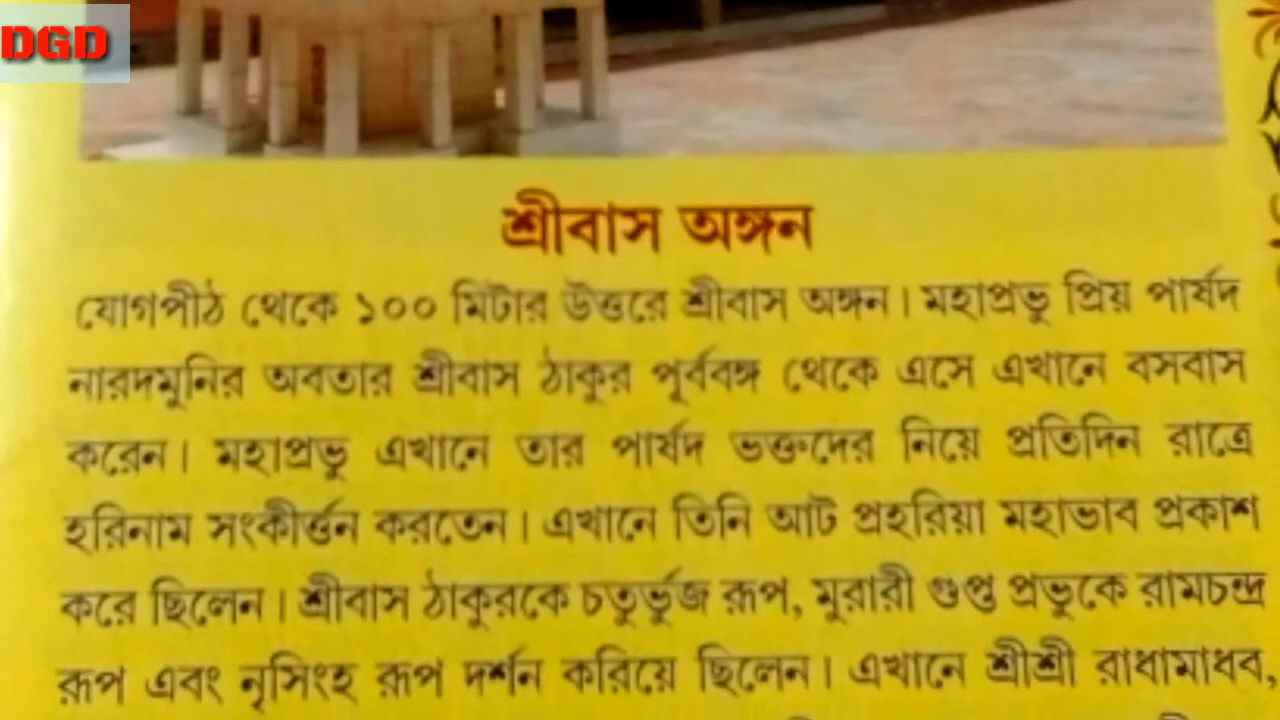 DGD
শ্রীবাস অঙ্গন
যোগপীঠ থেকে ১০০ মিটার উত্তরে শ্রীবাস অঙ্গন। মহাপ্রভু প্রিয় পার্ষদ
নারদমুনির অবতার শ্রীবাস ঠাকুর পূর্ববঙ্গ থেকে এসে এখানে বসবাস
করেন। মহাপ্রভু এখানে তার পার্ষদ ভক্তদের নিয়ে প্রতিদিন রাত্রে
হরিনাম সংকীর্ত্তন করতেন। এখানে তিনি আট প্রহরিয়া মহাভাব প্রকাশ
করে ছিলেন। শ্রীবাস ঠাকুরকে চতুর্ভুজ রূপ, মুরারী গুপ্ত প্রভুকে রামচন্দ্র
রূপ এবং নৃসিংহ রূপ দর্শন করিয়ে ছিলেন। এখানে শ্রীশ্রী রাধামাধব,